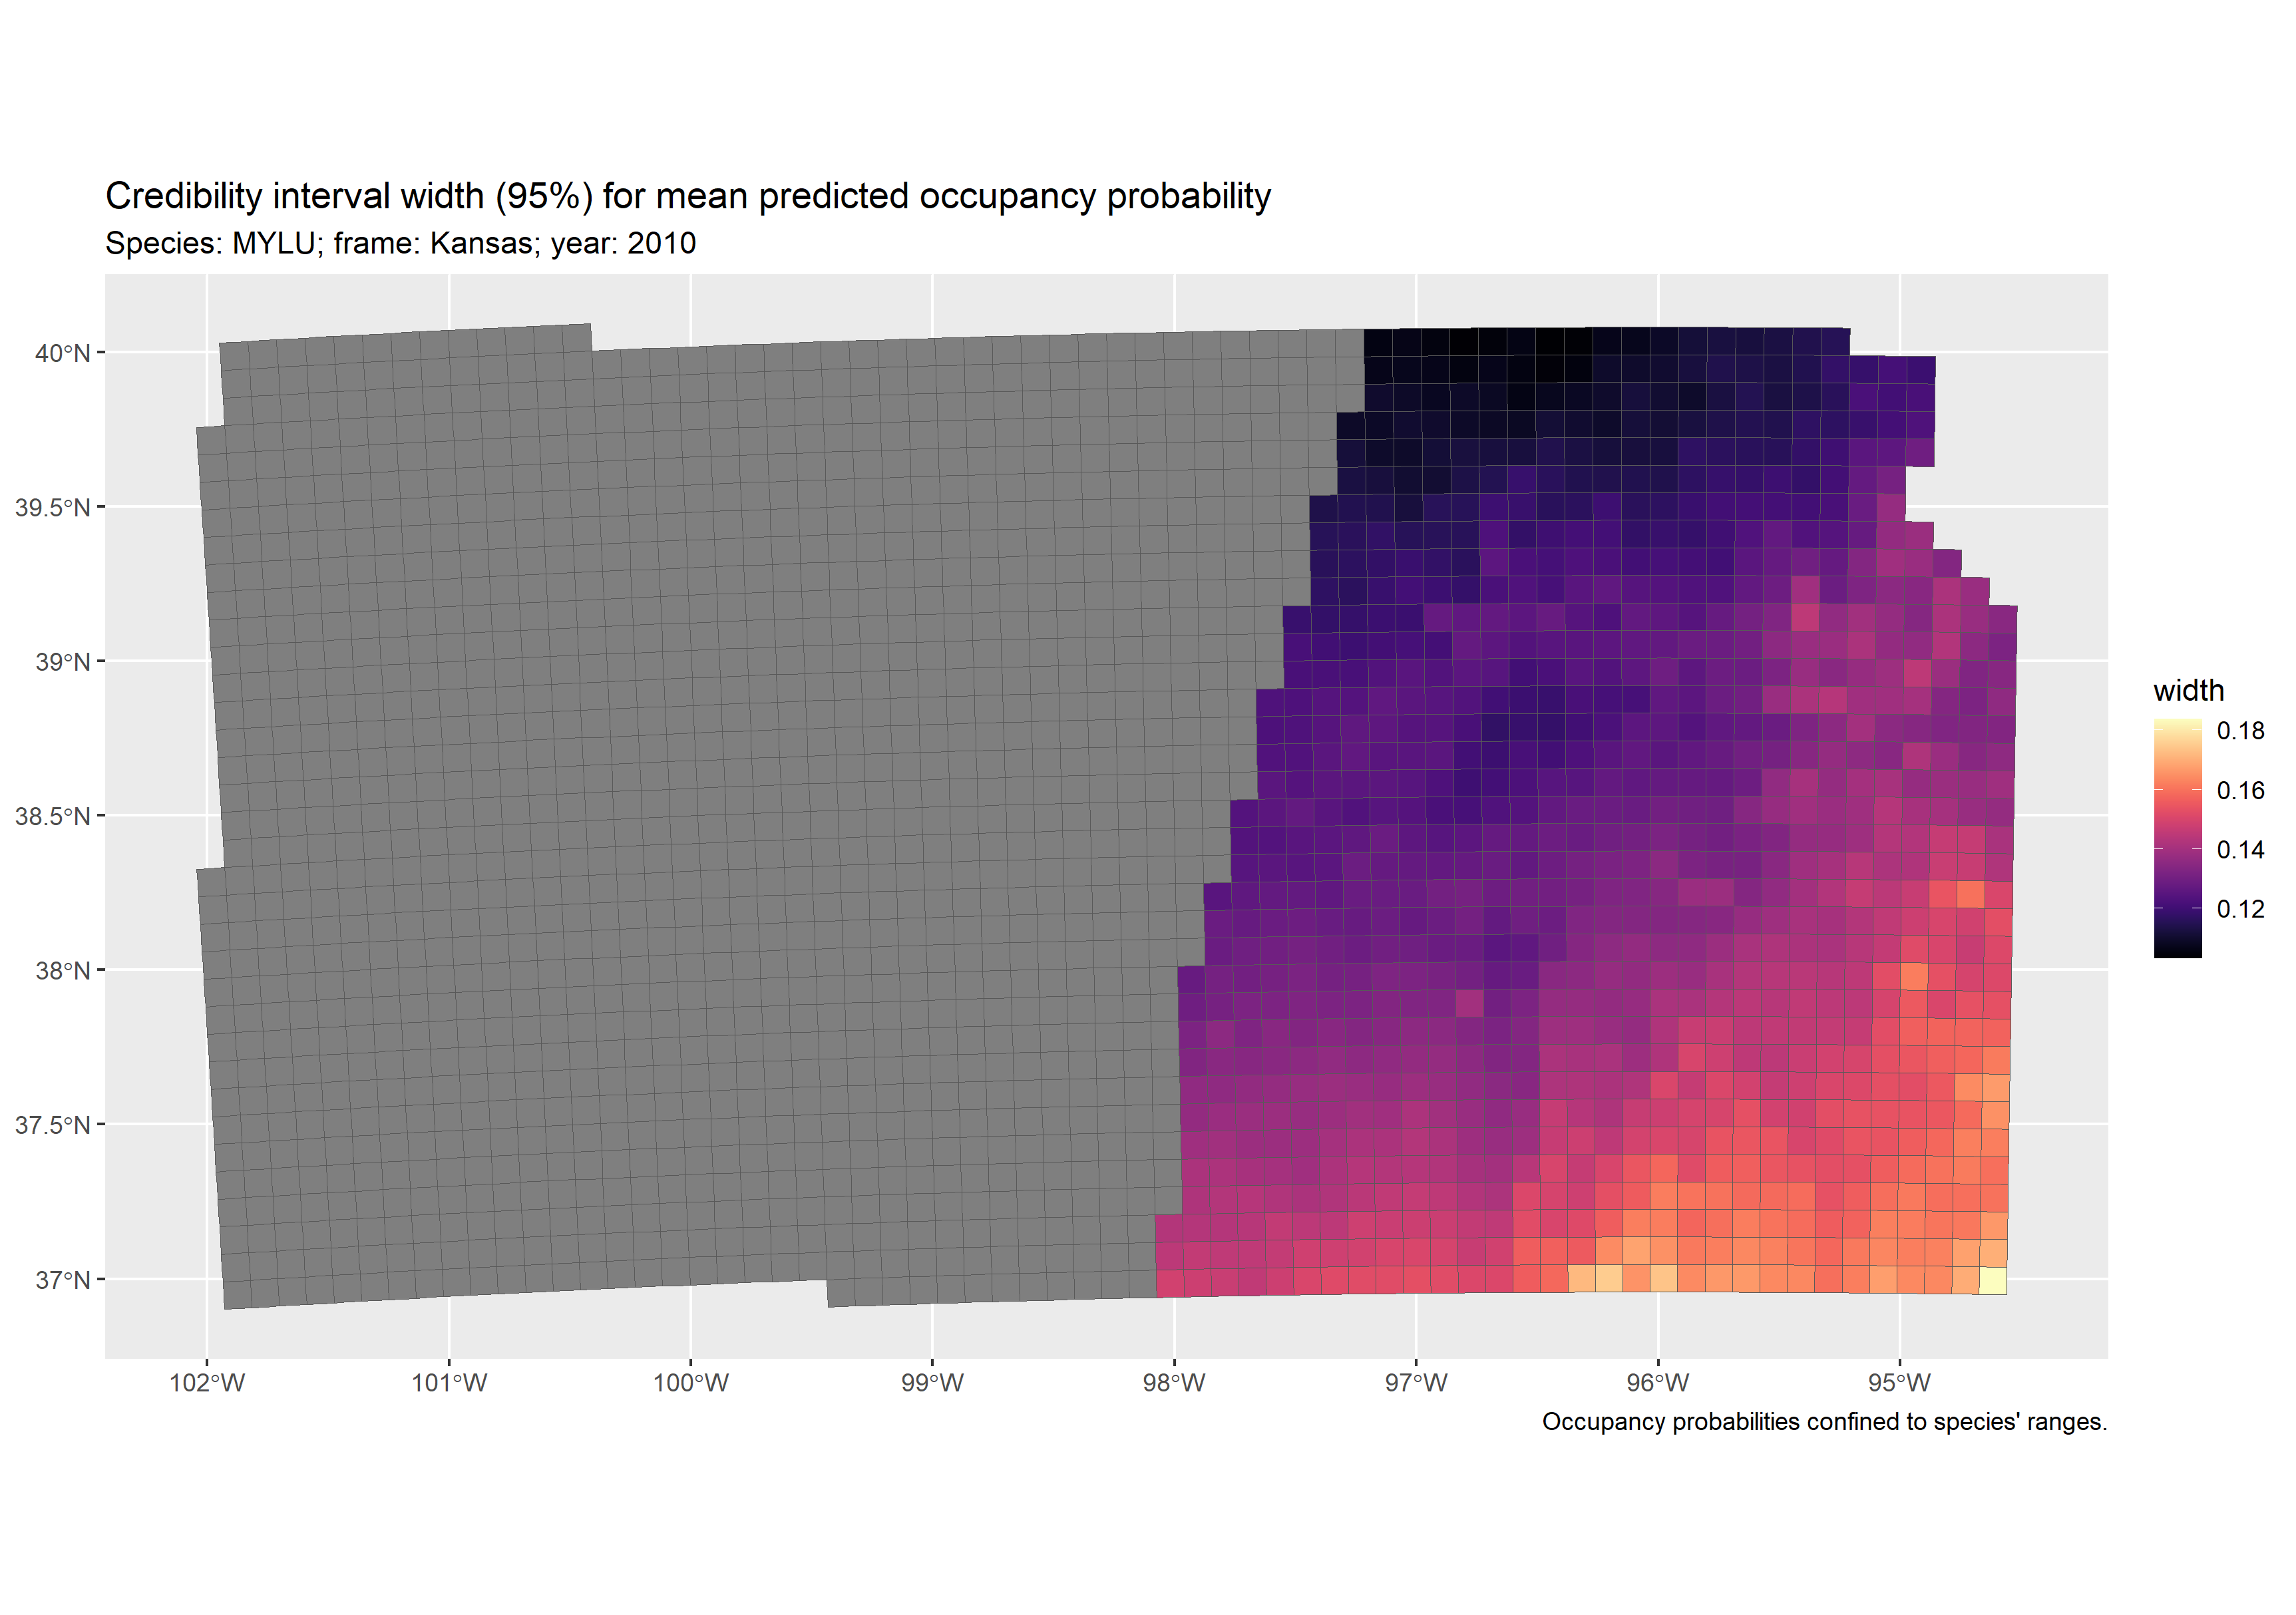 Credibility interval width (95%) for mean predicted occupancy probability
Species: MYLU; frame: Kansas; year: 2010
40°N
39.5°N
39°N
38.5°N
38°N
37.5°N
37°N
102°W 101°W 100°W 99°W 98°W 97°W 96°W 95°W
width
0.18
0.16
0.14
0.12
Occupancy probabilities confined to species' ranges.